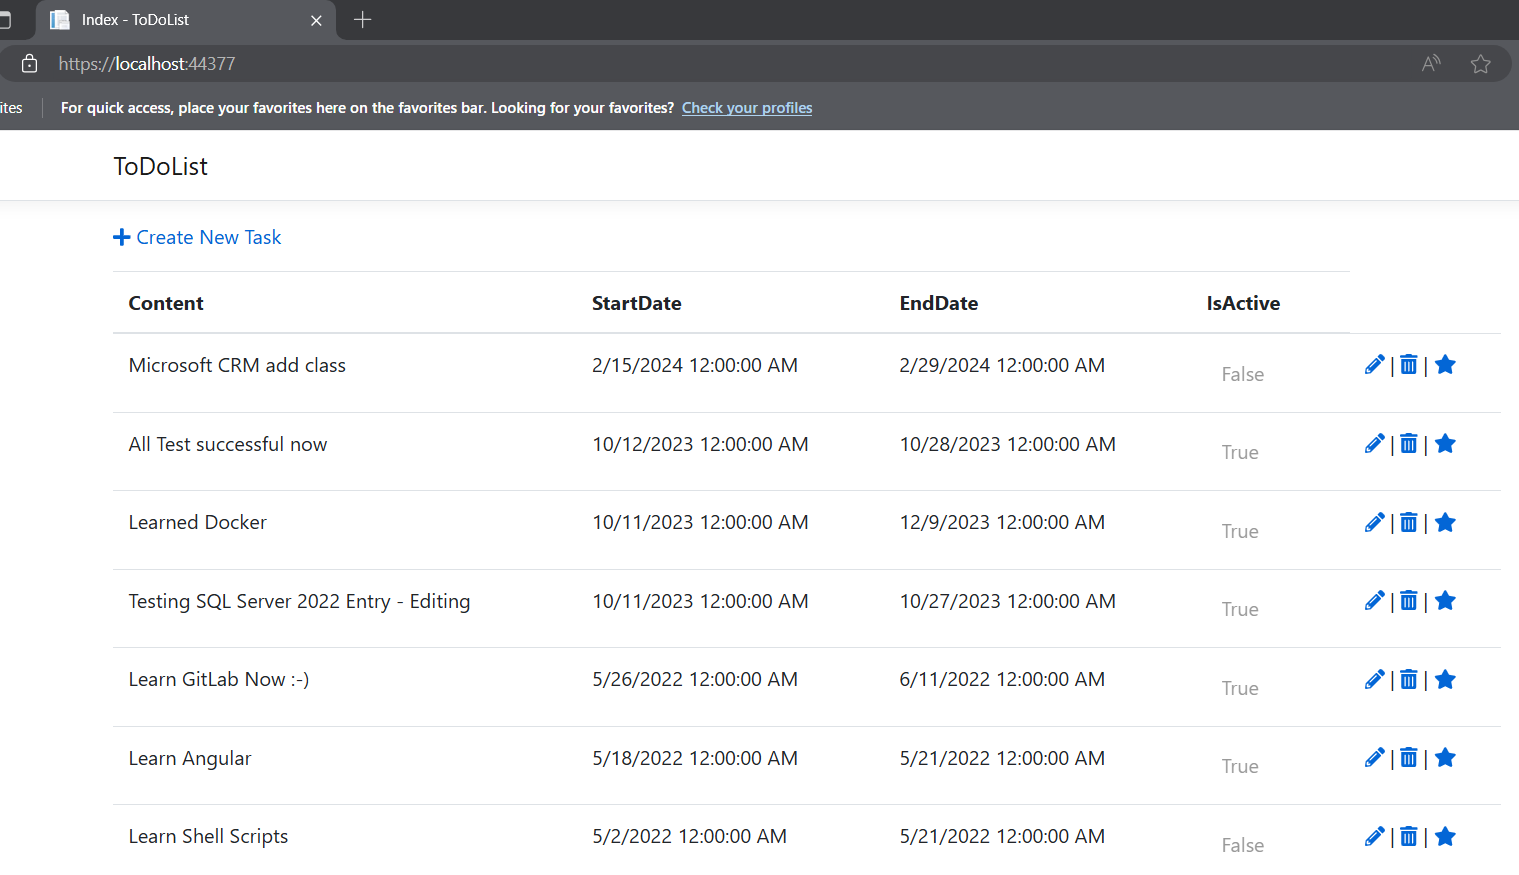 Index - ToDoList
https://localhost:44377
ites For quick access, place your favorites here on the favorites bar. Looking for your favorites? Check your profiles
ToDoList
Create New Task
Content StartDate EndDate IsActive
Microsoft CRM add class 2/15/2024 12:00:00 AM 2/29/2024 12:00:00 AM False | |
All Test successful now 10/12/2023 12:00:00 AM 10/28/2023 12:00:00 AM True | |
Learned Docker 10/11/2023 12:00:00 AM 12/9/2023 12:00:00 AM True | |
Testing SQL Server 2022 Entry - Editing 10/11/2023 12:00:00 AM 10/27/2023 12:00:00 AM True | |
Learn GitLab Now :-) 5/26/2022 12:00:00 AM 6/11/2022 12:00:00 AM True | |
Learn Angular 5/18/2022 12:00:00 AM 5/21/2022 12:00:00 AM True | |
Learn Shell Scripts 5/2/2022 12:00:00 AM 5/21/2022 12:00:00 AM False | |